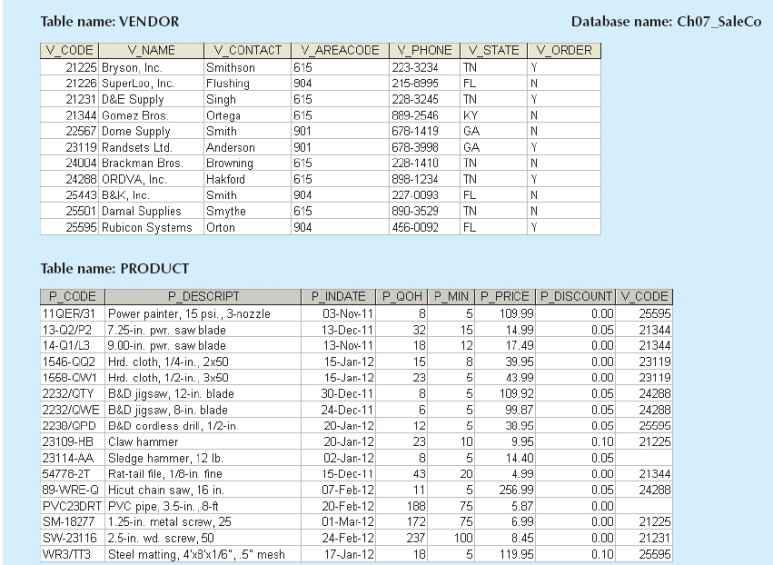 Table name: VENDOR Database name: Ch07_SaleCo
V_CODE V_NAME V_CONTACT V_AREACODE V_PHONE V_STATE V_ORDER
21225 Bryson, Inc. Smithson 615 223-3234 TN Y
21226 SuperLoo, Inc. Flushing 904 215-8995 FL N
21231 D&E Supply Singh 615 228-3245 TN Y
21344 Gomez Bros. Ortega 615 889-2546 KY N
22567 Dome Supply Smith 901 678-1419 GA N
23119 Randsets Ltd. Anderson 901 678-3998 GA Y
24004 Brackman Bros. Browning 615 228-1410 TN N
24288 ORDVA, Inc. Hakford 615 898-1234 TN Y
25443 B&K, Inc. Smith 904 227-0093 FL N
25501 Damal Supplies Smythe 615 890-3529 TN N
25595 Rubicon Systems Orton 904 456-0092 FL Y
Table name: PRODUCT
P_CODE P_DESCRIPT P_INDATE P_QOH P_MIN P_PRICE P_DISCOUNT V_CODE
11QER/31 Power painter, 15 psi., 3-nozzle 03-Nov-11 8 5 109.99 0.00 25595
13-Q2/P2 7.25-in. pwr. saw blade 13-Dec-11 32 15 14.99 0.05 21344
14-Q1/L3 9.00-in. pwr. saw blade 13-Nov-11 18 12 17.49 0.00 21344
1546-QQ2 Hrd. cloth, 1/4-in., 2x50 15-Jan-12 15 8 39.95 0.00 23119
1558-QW1 Hrd. cloth, 1/2-in., 3x50 15-Jan-12 23 5 43.99 0.00 23119
2232/QTY B&D jigsaw, 12-in. blade 30-Dec-11 8 5 109.92 0.05 24288
2232/QWE B&D jigsaw, 8-in. blade 24-Dec-11 6 5 99.87 0.05 24288
2238/QPD B&D cordless drill, 1/2-in. 20-Jan-12 12 5 38.95 0.05 25595
23109-HB Claw hammer 20-Jan-12 23 10 9.95 0.10 21225
23114-AA Sledge hammer, 12 lb. 02-Jan-12 8 5 14.40 0.05
54778-2T Rat-tail file, 1/8-in. fine 15-Dec-11 43 20 4.99 0.00 21344
89-WRE-Q Hicut chain saw, 16 in. 07-Feb-12 11 5 256.99 0.05 24288
PVC23DRT PVC pipe, 3.5-in., 8-ft 20-Feb-12 188 75 5.87 0.00
SM-18277 1.25-in. metal screw, 25 01-Mar-12 172 75 6.99 0.00 21225
SW-23116 2.5-in. wd. screw, 50 24-Feb-12 237 100 8.45 0.00 21231
WR3/TT3 Steel matting, 4'x8'x1/6", .5" mesh 17-Jan-12 18 5 119.95 0.10 25595